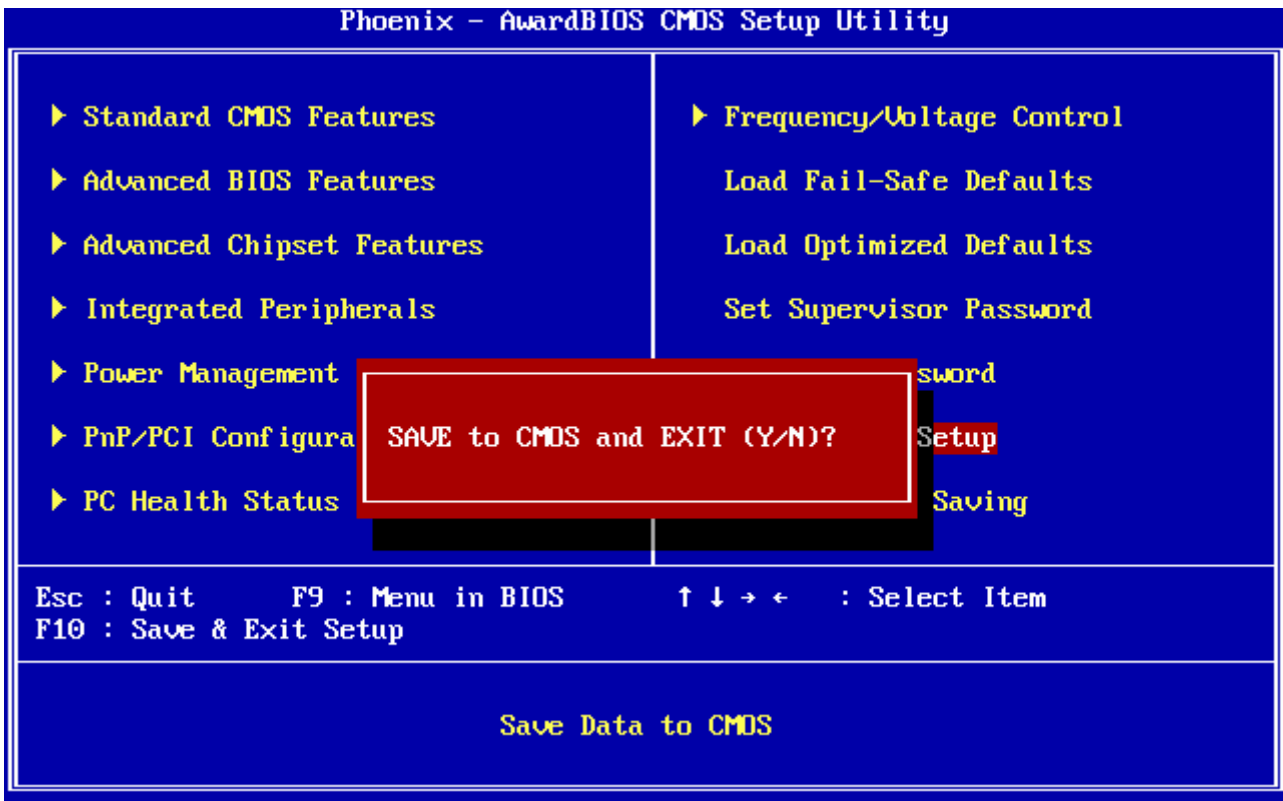 Phoenix - AwardBIOS CMOS Setup Utility
Standard CMOS Features
Advanced BIOS Features
Advanced Chipset Features
Integrated Peripherals
Power Management
PnP/PCI Configura
PC Health Status
Frequency/Voltage Control
Load Fail-Safe Defaults
Load Optimized Defaults
Set Supervisor Password
sword
Setup
Saving
SAVE to CMOS and EXIT (Y/N)?
Esc : Quit F9 : Menu in BIOS ↑ ↓ → ← : Select Item
F10 : Save & Exit Setup
Save Data to CMOS